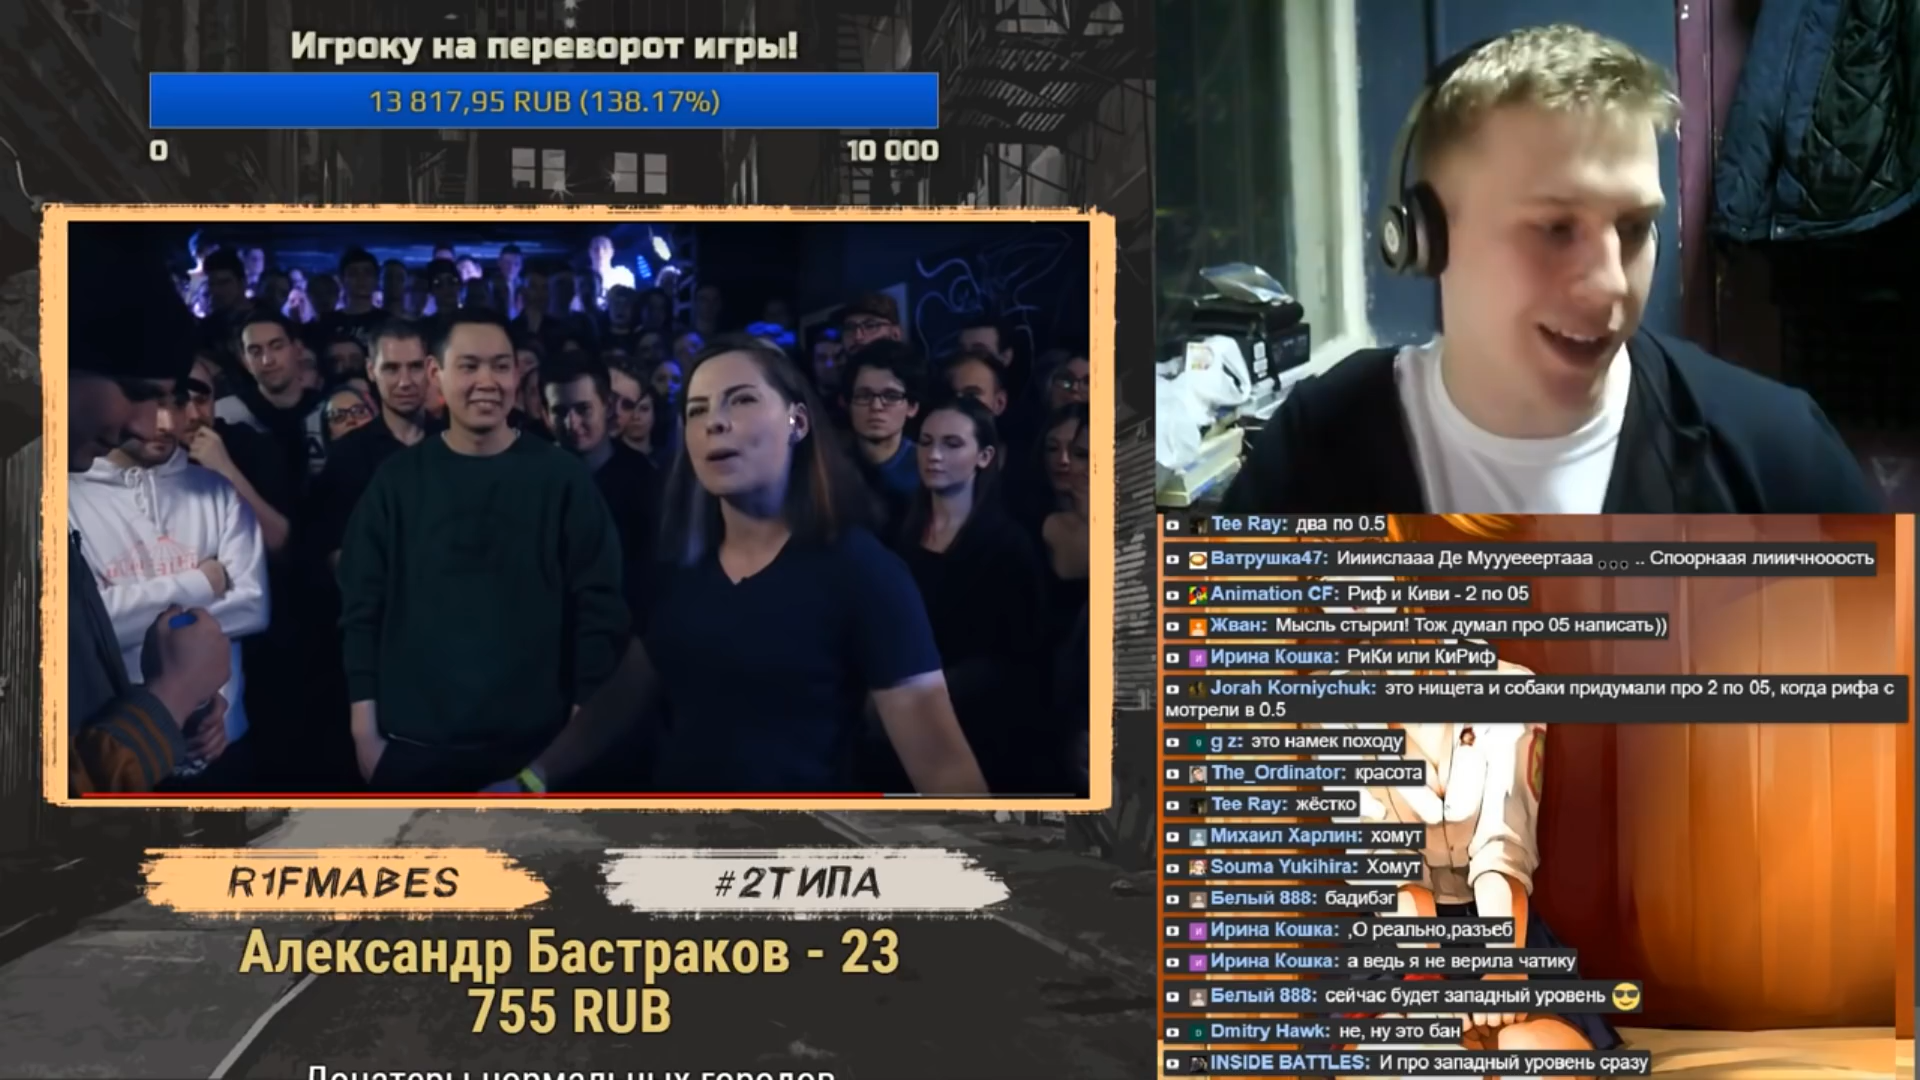 Игроку на переворот игры!
13 817,95 RUB (138.17%)
0
10 000
R1FMABES
#2ТИПА
Александр Бастраков - 23
755 RUB
Донатеры нормальных городов
Tee Ray: два по 0.5
Ватрушка47: Иииислааа Де Муууееертааа , , , .. Споорнаая лииичнооость
Animation CF: Риф и Киви - 2 по 05
Жван: Мысль стырил! Тож думал про 05 написать))
Ирина Кошка: РиКи или КиРиф
Jorah Korniychuk: это нищета и собаки придумали про 2 по 05, когда рифа с
мотрели в 0.5
g z: это намек походу
The_Ordinator: красота
Tee Ray: жёстко
Михаил Харлин: хомут
Souma Yukihira: Хомут
Белый 888: бадибэг
Ирина Кошка: ,О реально,разъеб
Ирина Кошка: а ведь я не верила чатику
Белый 888: сейчас будет западный уровень 😎
Dmitry Hawk: не, ну это бан
INSIDE BATTLES: И про западный уровень сразу